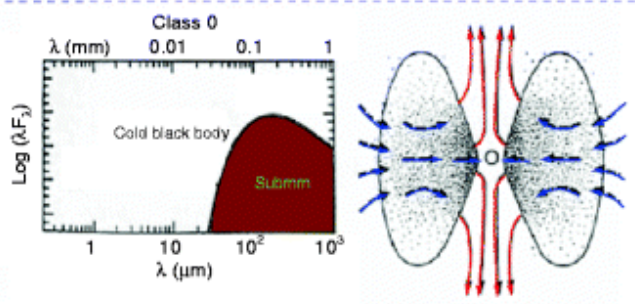 Class 0
λ (mm) 0.01 0.1 1
Log (λFλ)
Cold black body
Submm
1 10 10² 10³
λ (μm)